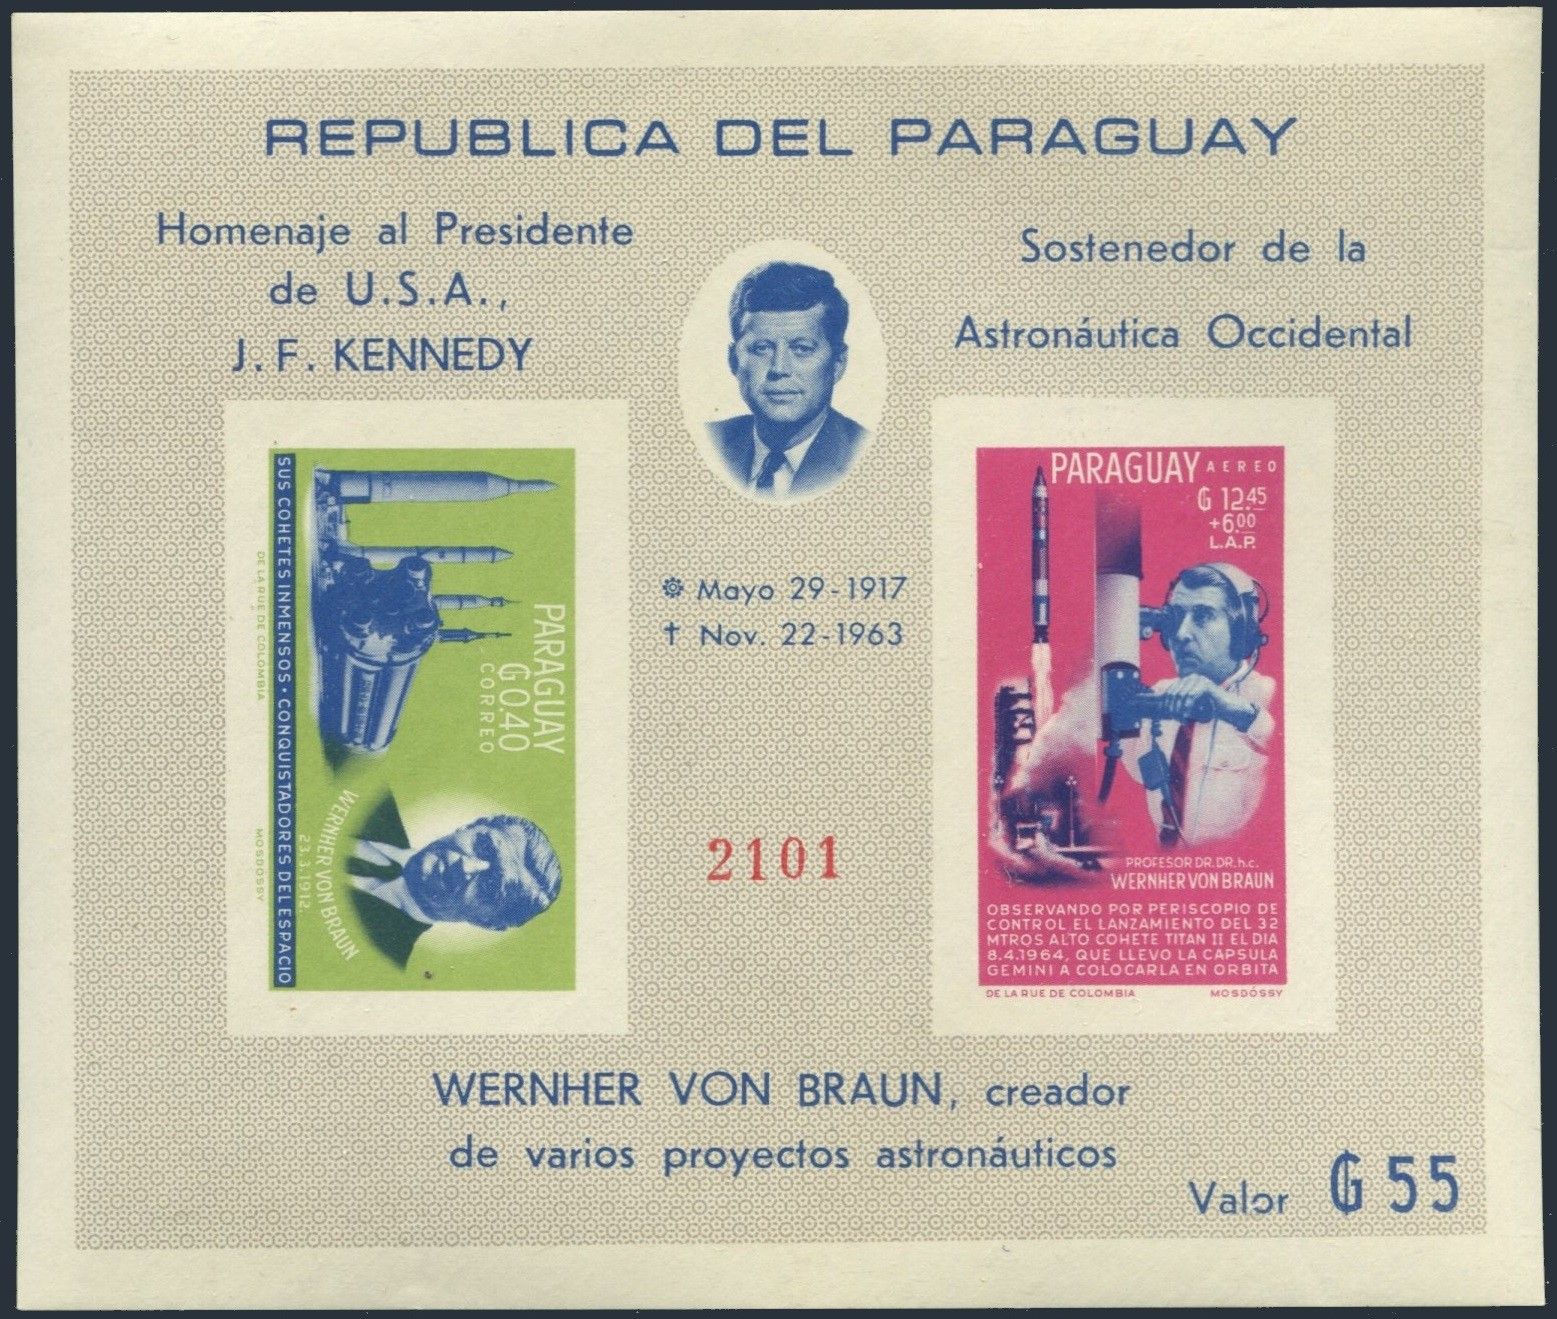 REPUBLICA DEL PARAGUAY
Homenaje al Presidente
de U.S.A.,
J. F. KENNEDY
Sostenedor de la
Astronáutica Occidental
Mayo 29-1917
† Nov. 22-1963
2101
SUS COHETES INMENSOS • CONQUISTADORES DEL ESPACIO
PARAGUAY
₲0.40
CORREO
WERNHER VON BRAUN
23.3.1912.
DE LA RUE DE COLOMBIA
MOSDÓSSY
PARAGUAY AEREO
₲ 12.45
+6.00
L.A.P.
PROFESOR DR. DR. h.c.
WERNHER VON BRAUN
OBSERVANDO POR PERISCOPIO DE
CONTROL EL LANZAMIENTO DEL 32
MTROS ALTO COHETE TITAN II EL DIA
8.4.1964, QUE LLEVO LA CAPSULA
GEMINI A COLOCARLA EN ORBITA
DE LA RUE DE COLOMBIA
MOSDÓSSY
WERNHER VON BRAUN, creador
de varios proyectos astronáuticos
Valor ₲ 55